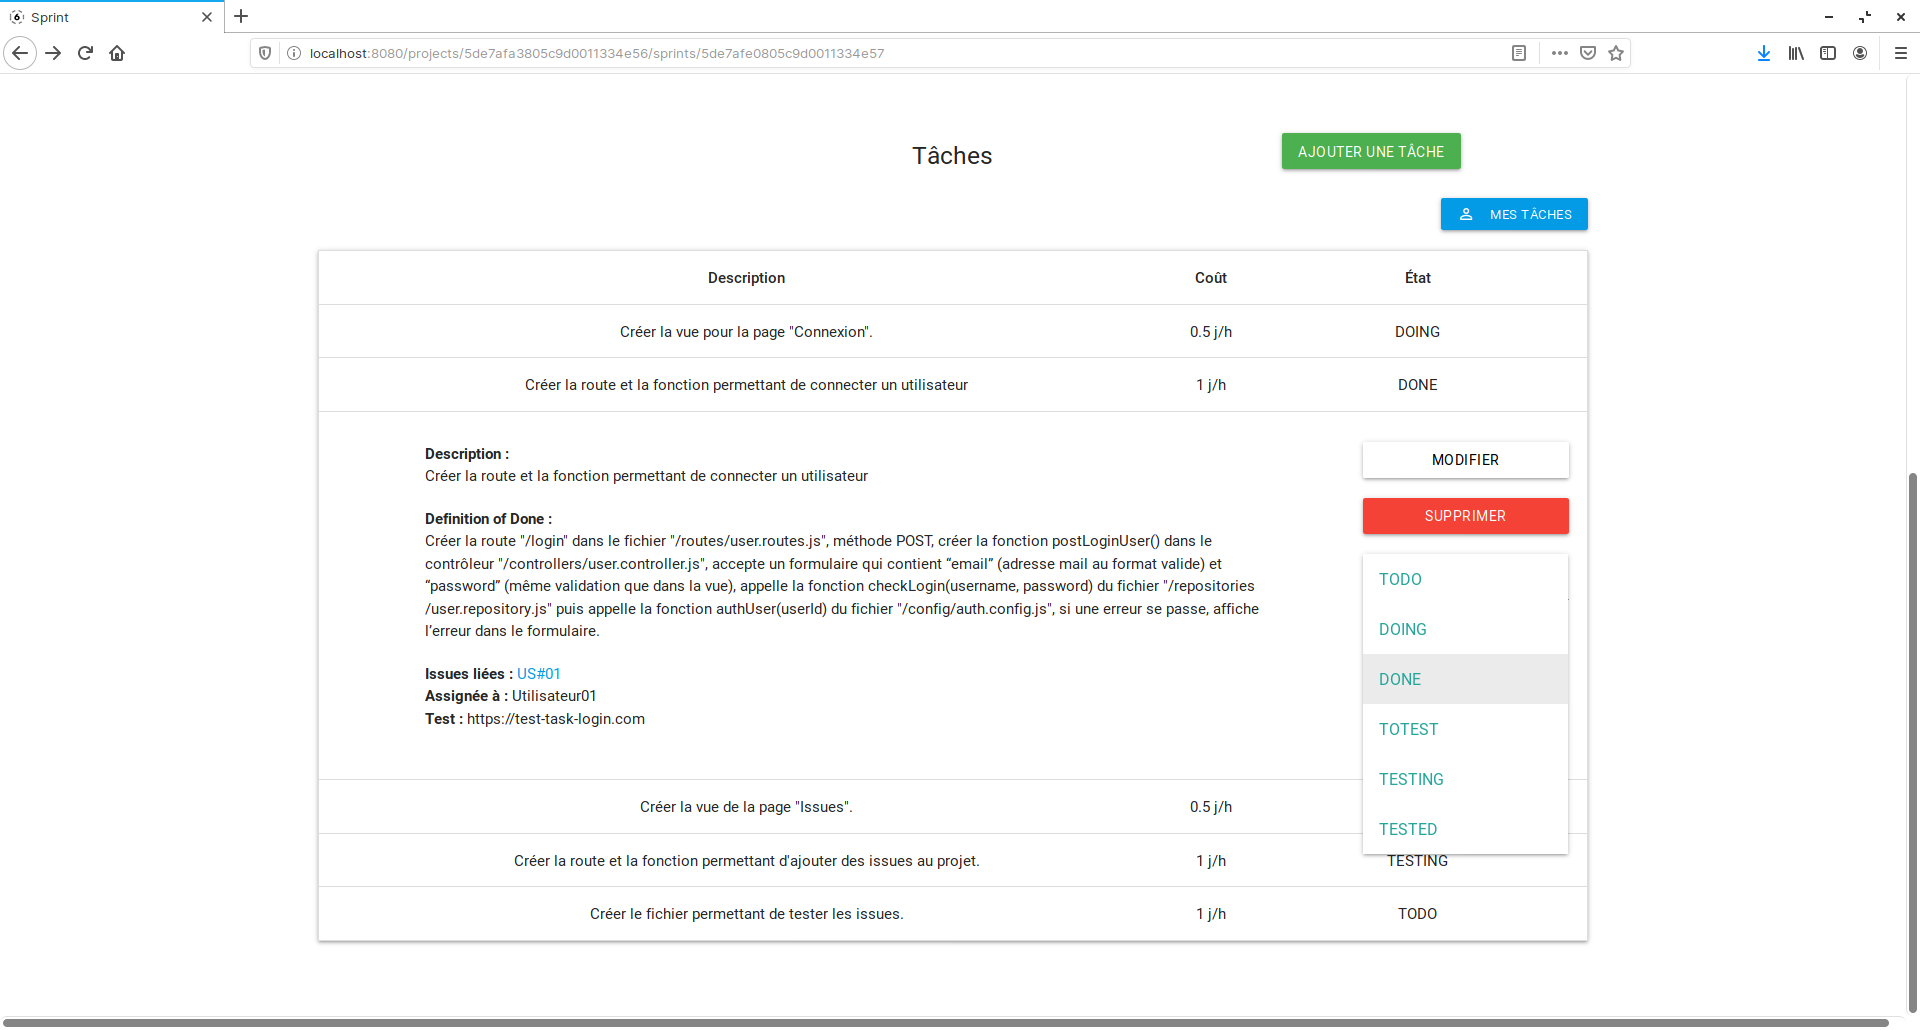 Sprint
localhost:8080/projects/5de7afa3805c9d0011334e56/sprints/5de7afe0805c9d0011334e57
Tâches
AJOUTER UNE TÂCHE
MES TÂCHES
Description Coût État
Créer la vue pour la page "Connexion". 0.5 j/h DOING
Créer la route et la fonction permettant de connecter un utilisateur 1 j/h DONE
Description :
Créer la route et la fonction permettant de connecter un utilisateur
Definition of Done :
Créer la route "/login" dans le fichier "/routes/user.routes.js", méthode POST, créer la fonction postLoginUser() dans le
contrôleur "/controllers/user.controller.js", accepte un formulaire qui contient “email” (adresse mail au format valide) et
“password” (même validation que dans la vue), appelle la fonction checkLogin(username, password) du fichier "/repositories
/user.repository.js" puis appelle la fonction authUser(userId) du fichier "/config/auth.config.js", si une erreur se passe, affiche
l’erreur dans le formulaire.
Issues liées : US#01
Assignée à : Utilisateur01
Test : https://test-task-login.com
MODIFIER
SUPPRIMER
TODO
DOING
DONE
TOTEST
TESTING
TESTED
Créer la vue de la page "Issues". 0.5 j/h
Créer la route et la fonction permettant d'ajouter des issues au projet. 1 j/h TESTING
Créer le fichier permettant de tester les issues. 1 j/h TODO